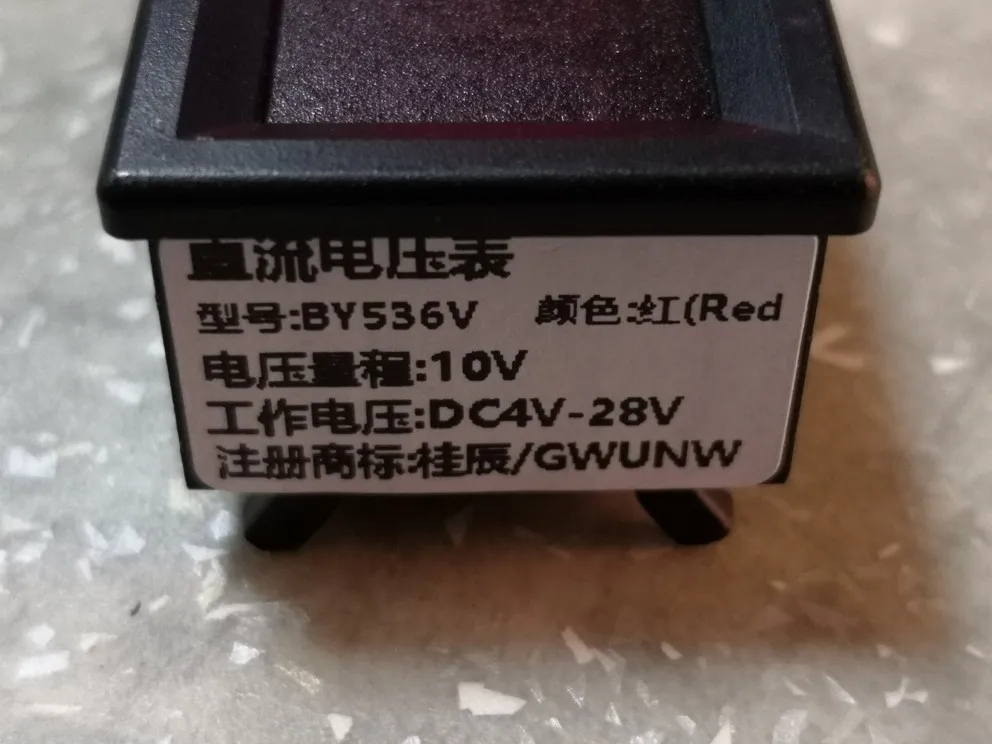 直流电压表
型号:BY536V 颜色:红(Red
电压量程:10V
工作电压:DC4V-28V
注册商标:桂辰/GWUNW